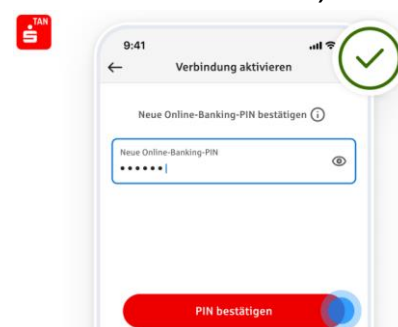 TAN
9:41
Verbindung aktivieren
Neue Online-Banking-PIN bestätigen
Neue Online-Banking-PIN
••••••
PIN bestätigen